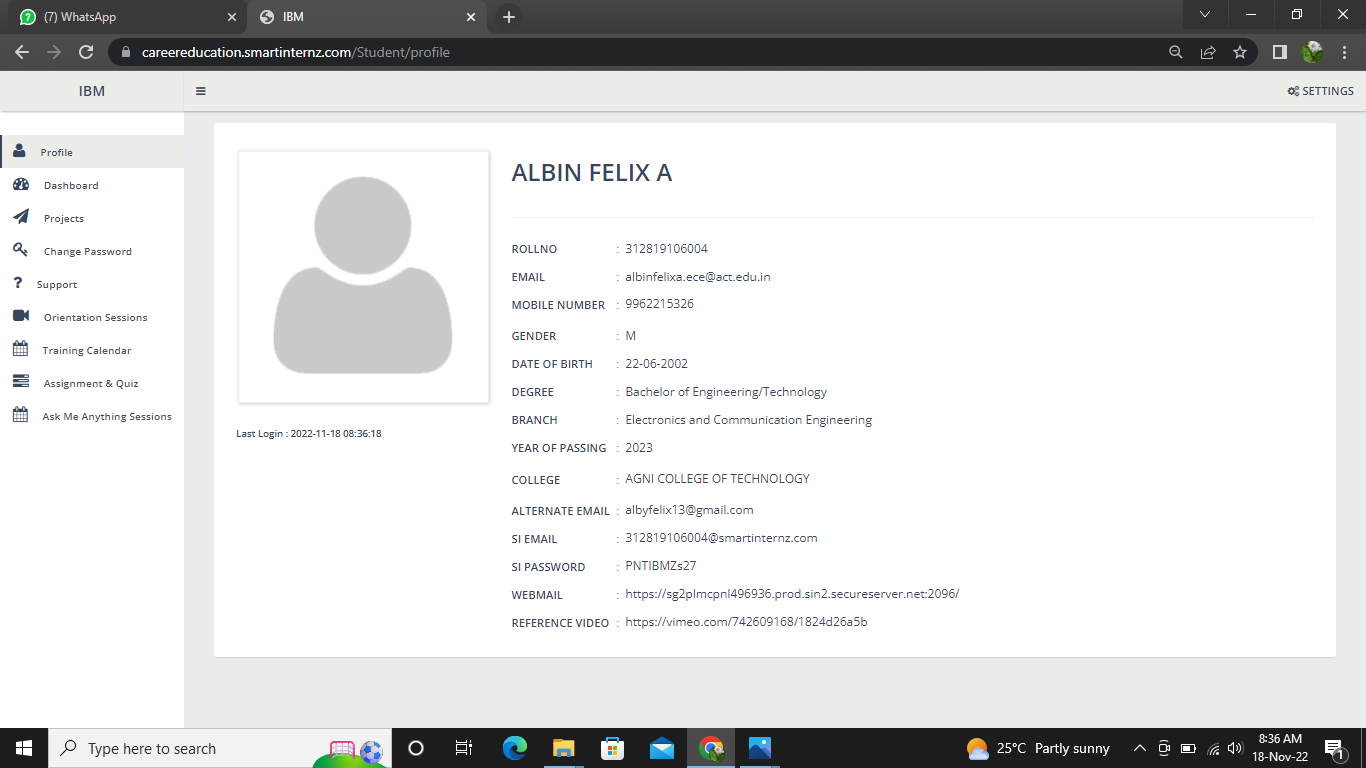 (7) WhatsApp
IBM
careereducation.smartinternz.com/Student/profile
IBM
SETTINGS
Profile
Dashboard
Projects
Change Password
Support
Orientation Sessions
Training Calendar
Assignment & Quiz
Ask Me Anything Sessions
Last Login : 2022-11-18 08:36:18
ALBIN FELIX A
ROLLNO : 312819106004
EMAIL : albinfelixa.ece@act.edu.in
MOBILE NUMBER : 9962215326
GENDER : M
DATE OF BIRTH : 22-06-2002
DEGREE : Bachelor of Engineering/Technology
BRANCH : Electronics and Communication Engineering
YEAR OF PASSING : 2023
COLLEGE : AGNI COLLEGE OF TECHNOLOGY
ALTERNATE EMAIL : albyfelix13@gmail.com
SI EMAIL : 312819106004@smartinternz.com
SI PASSWORD : PNTIBMZs27
WEBMAIL : https://sg2plmcpnl496936.prod.sin2.secureserver.net:2096/
REFERENCE VIDEO : https://vimeo.com/742609168/1824d26a5b
Type here to search
25°C Partly sunny
8:36 AM
18-Nov-22
1